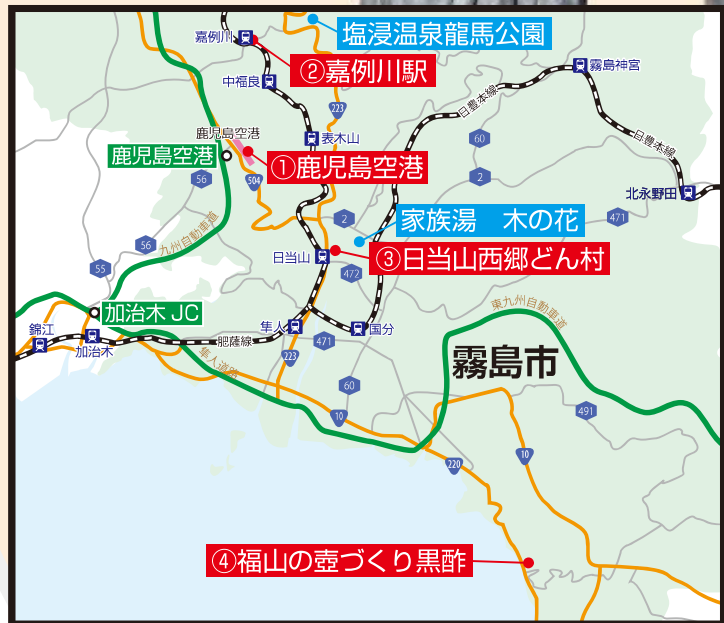 塩浸温泉龍馬公園
嘉例川
②嘉例川駅
霧島神宮
中福良
日豊本線
223
鹿児島空港
表木山
60
日豊本線
鹿児島空港
①鹿児島空港
504
2
56
北永野田
2
家族湯 木の花
471
56
九州自動車道
日当山
③日当山西郷どん村
55
472
加治木 JC
東九州自動車道
隼人
国分
錦江
加治木
肥薩線
471
223
隼人道路
霧島市
60
491
10
10
220
④福山の壺づくり黒酢